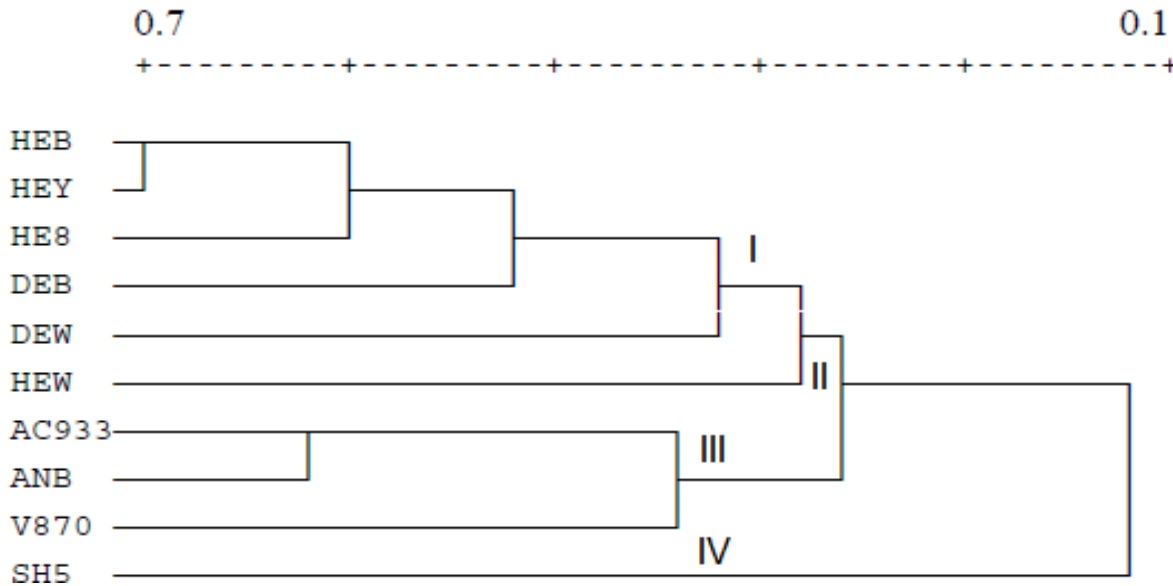 0.7 0.1
+---------+---------+---------+---------+---------+
HEB
HEY
HE8
DEB
I
DEW
HEW
II
AC933
III
ANB
V870
IV
SH5